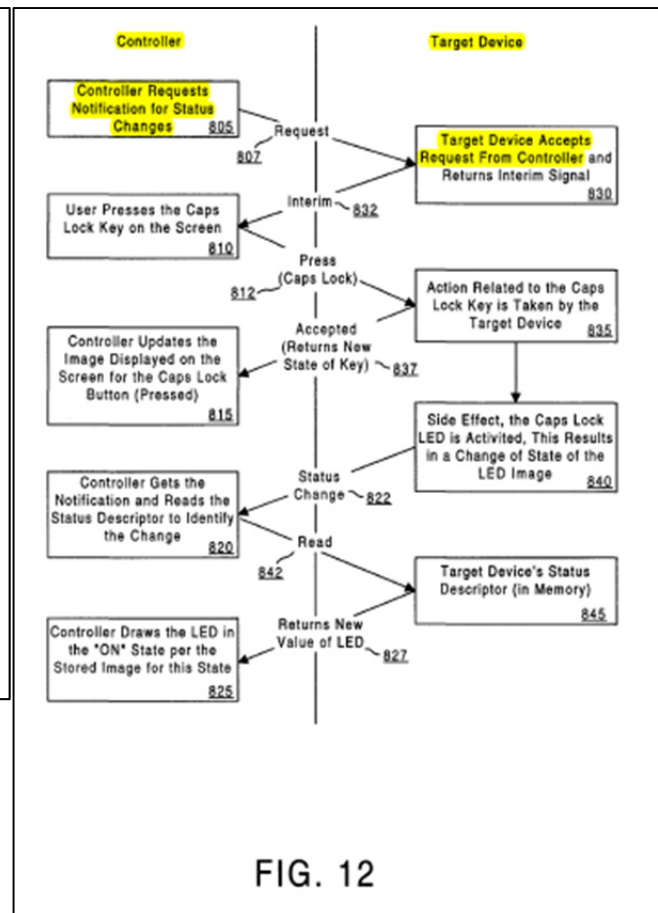 Controller
Target Device
Controller Requests
Notification for Status
Changes 805
807
Request
Target Device Accepts
Request From Controller and
Returns Interim Signal
830
Interim
832
User Presses the Caps
Lock Key on the Screen
810
Press
812 (Caps Lock)
Action Related to the Caps
Lock Key is Taken by the
Target Device 835
Accepted
(Returns New
State of Key) 837
Controller Updates the
Image Displayed on the
Screen for the Caps Lock
Button (Pressed)
815
Side Effect, the Caps Lock
LED is Activited, This Results
in a Change of State of the
LED Image 840
Status
Change 822
Controller Gets the
Notification and Reads the
Status Descriptor to Identify
the Change 820
842
Read
Target Device's Status
Descriptor (in Memory)
845
Returns New
Value of LED
827
Controller Draws the LED in
the "ON" State per the
Stored Image for this State
825
FIG. 12